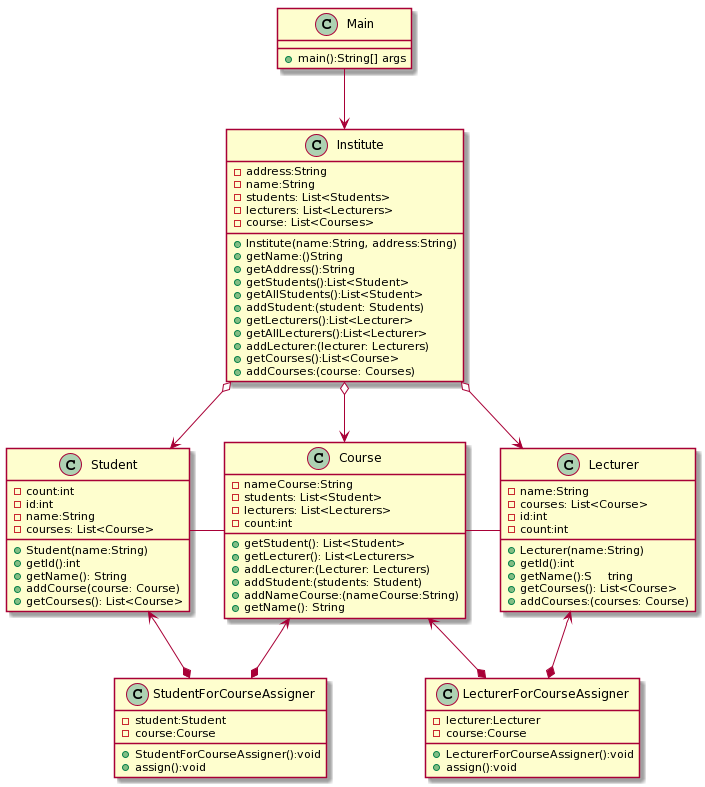 C Main
main():String[] args
C Institute
address:String
name:String
students: List<Students>
lecturers: List<Lecturers>
course: List<Courses>
Institute(name:String, address:String)
getName:()String
getAddress():String
getStudents():List<Student>
getAllStudents():List<Student>
addStudent:(student: Students)
getLecturers():List<Lecturer>
getAllLecturers():List<Lecturer>
addLecturer:(lecturer: Lecturers)
getCourses():List<Course>
addCourses:(course: Courses)
C Student
count:int
id:int
name:String
courses: List<Course>
Student(name:String)
getId():int
getName(): String
addCourse(course: Course)
getCourses(): List<Course>
C Course
nameCourse:String
students: List<Student>
lecturers: List<Lecturers>
count:int
getStudent(): List<Student>
getLecturer(): List<Lecturers>
addLecturer:(Lecturer: Lecturers)
addStudent:(students: Student)
addNameCourse:(nameCourse:String)
getName(): String
C Lecturer
name:String
courses: List<Course>
id:int
count:int
Lecturer(name:String)
getId():int
getName():S tring
getCourses(): List<Course>
addCourses:(courses: Course)
C StudentForCourseAssigner
student:Student
course:Course
StudentForCourseAssigner():void
assign():void
C LecturerForCourseAssigner
lecturer:Lecturer
course:Course
LecturerForCourseAssigner():void
assign():void